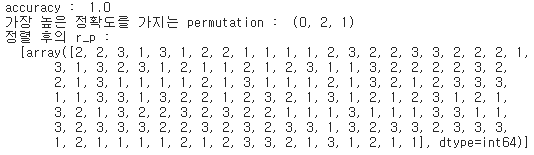 accuracy :  1.0
가장 높은 정확도를 가지는 permutation :  (0, 2, 1)
정렬 후의 r_p :
[array([2, 2, 3, 1, 3, 1, 2, 2, 1, 1, 1, 1, 2, 3, 2, 2, 3, 3, 2, 2, 2, 1,
3, 1, 3, 2, 3, 1, 2, 1, 1, 2, 1, 2, 3, 1, 1, 3, 2, 2, 2, 2, 3, 2,
2, 1, 3, 1, 1, 1, 1, 2, 1, 3, 1, 1, 1, 2, 1, 3, 2, 1, 2, 3, 3, 3,
1, 1, 3, 3, 1, 3, 2, 2, 1, 2, 3, 2, 1, 3, 1, 2, 1, 2, 3, 1, 2, 1,
3, 2, 1, 3, 2, 2, 3, 2, 3, 2, 2, 1, 1, 1, 3, 1, 1, 3, 3, 3, 3, 1,
3, 2, 3, 3, 3, 2, 2, 3, 2, 3, 2, 3, 3, 1, 3, 2, 3, 3, 2, 3, 3, 3,
1, 2, 1, 1, 1, 1, 2, 1, 2, 3, 3, 2, 1, 3, 1, 2, 1, 1], dtype=int64)]